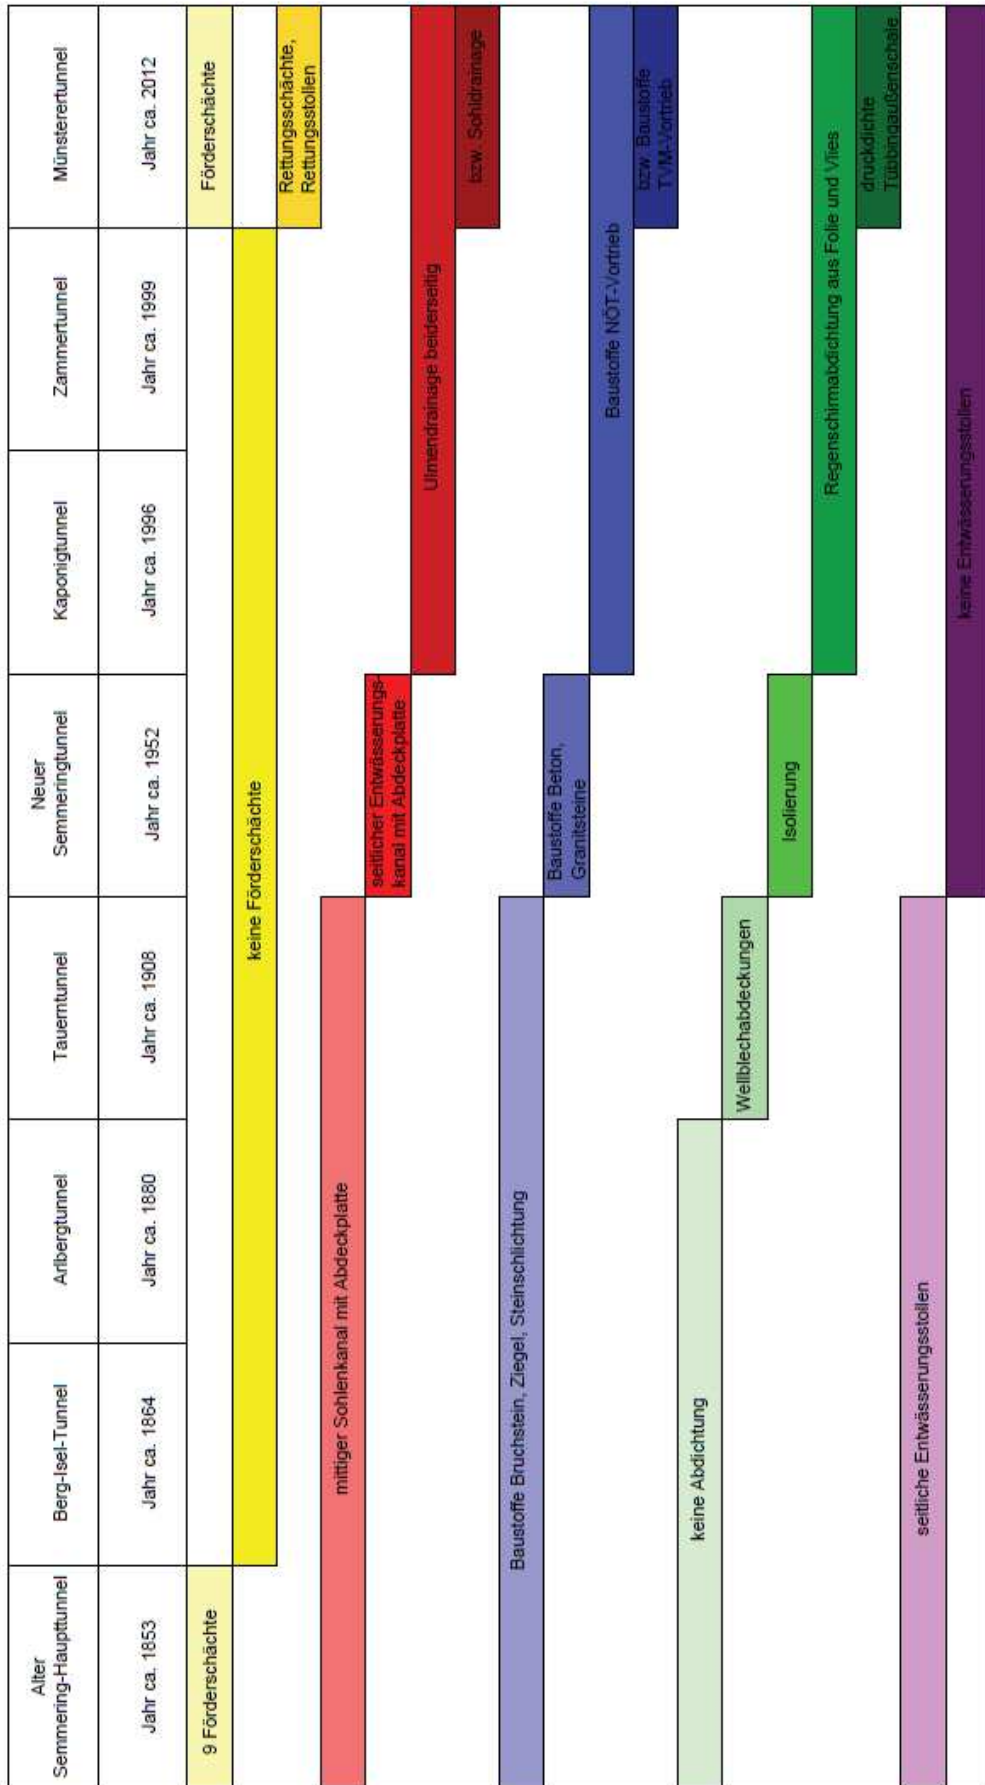 Alter
Semmering-Haupttunnel
Berg-Isel-Tunnel
Arlbergtunnel
Tauerntunnel
Neuer
Semmeringtunnel
Kaponigtunnel
Zammertunnel
Münsterertunnel
Jahr ca. 1853
Jahr ca. 1864
Jahr ca. 1880
Jahr ca. 1908
Jahr ca. 1952
Jahr ca. 1996
Jahr ca. 1999
Jahr ca. 2012
9 Förderschächte
Förderschächte
keine Förderschächte
Rettungsschächte,
Rettungsstollen
mittiger Sohlenkanal mit Abdeckplatte
seitlicher Entwässerungs-
kanal mit Abdeckplatte
Ulmendrainage beiderseitig
bzw. Sohldrainage
Baustoffe Bruchstein, Ziegel, Steinschlichtung
Baustoffe Beton,
Granitsteine
Baustoffe NÖT-Vortrieb
bzw. Baustoffe
TVM-Vortrieb
keine Abdichtung
Wellblechabdeckungen
Isolierung
Regenschirmabdichtung aus Folie und Vlies
druckdichte
Tübbingaußenschale
seitliche Entwässerungsstollen
keine Entwässerungsstollen